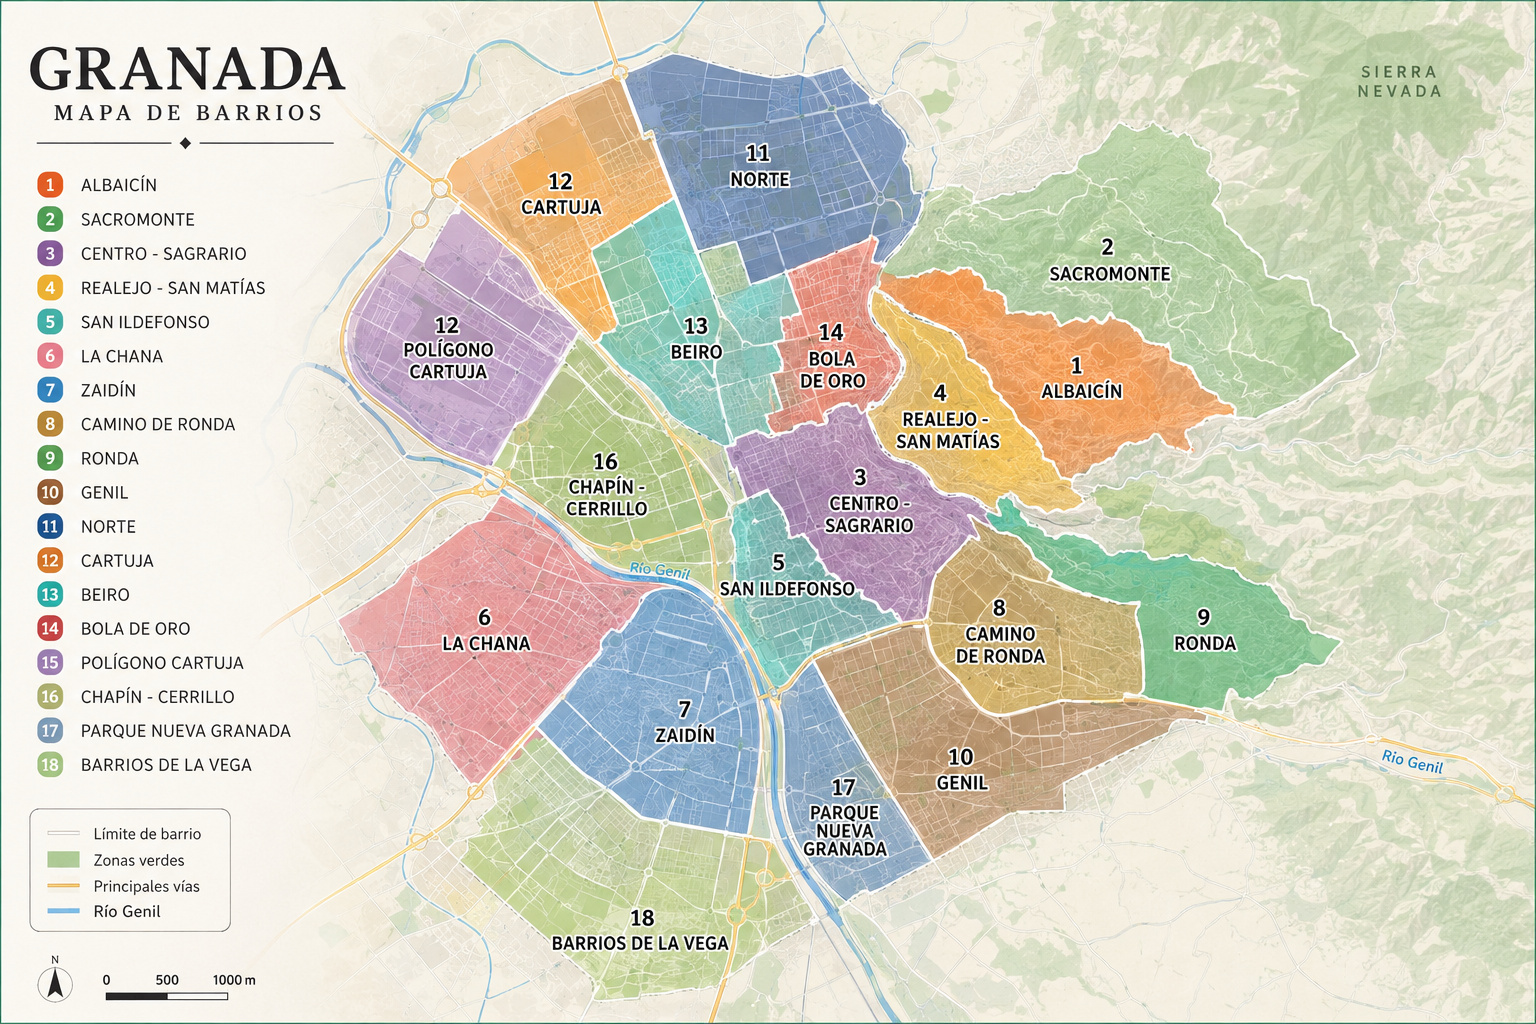 GRANADA
MAPA DE BARRIOS
1 ALBAICÍN
2 SACROMONTE
3 CENTRO - SAGRARIO
4 REALEJO - SAN MATÍAS
5 SAN ILDEFONSO
6 LA CHANA
7 ZAIDÍN
8 CAMINO DE RONDA
9 RONDA
10 GENIL
11 NORTE
12 CARTUJA
13 BEIRO
14 BOLA DE ORO
15 POLÍGONO CARTUJA
16 CHAPÍN - CERRILLO
17 PARQUE NUEVA GRANADA
18 BARRIOS DE LA VEGA
Límite de barrio
Zonas verdes
Principales vías
Río Genil
N
0 500 1000 m
SIERRA
NEVADA
11
NORTE
12
CARTUJA
2
SACROMONTE
12
POLÍGONO
CARTUJA
13
BEIRO
14
BOLA
DE ORO
1
ALBAICÍN
4
REALEJO -
SAN MATÍAS
16
CHAPÍN -
CERRILLO
3
CENTRO -
SAGRARIO
Río Genil
5
SAN ILDEFONSO
6
LA CHANA
8
CAMINO
DE RONDA
9
RONDA
7
ZAIDÍN
10
GENIL
Río Genil
17
PARQUE
NUEVA
GRANADA
18
BARRIOS DE LA VEGA